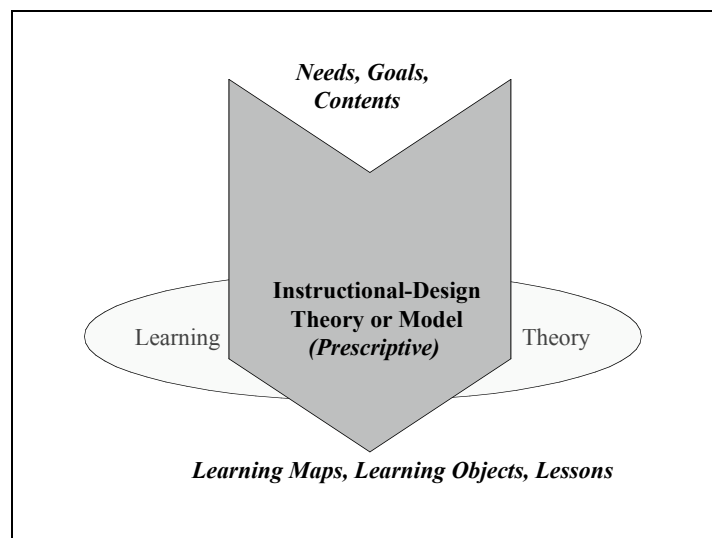 Needs, Goals,
Contents
Instructional-Design
Theory or Model
(Prescriptive)
Learning
Theory
Learning Maps, Learning Objects, Lessons